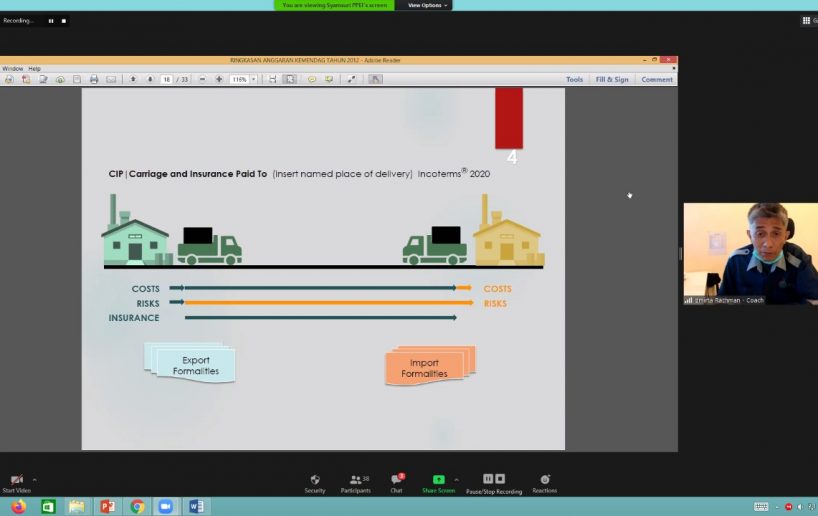 You are viewing Syamsuri PPEI's screen
View Options
Recording...
RINGKASAN ANGGARAN KEMENDAG TAHUN 2012 - Adobe Reader
Window Help
18 / 33
116%
Tools
Fill & Sign
Comment
4
CIP | Carriage and Insurance Paid To (insert named place of delivery) Incoterms® 2020
COSTS
COSTS
RISKS
RISKS
INSURANCE
Export
Formalities
Import
Formalities
Rachman - Coach
Start Video
Security
Participants
38
Chat
Share Screen
Pause/Stop Recording
Reactions